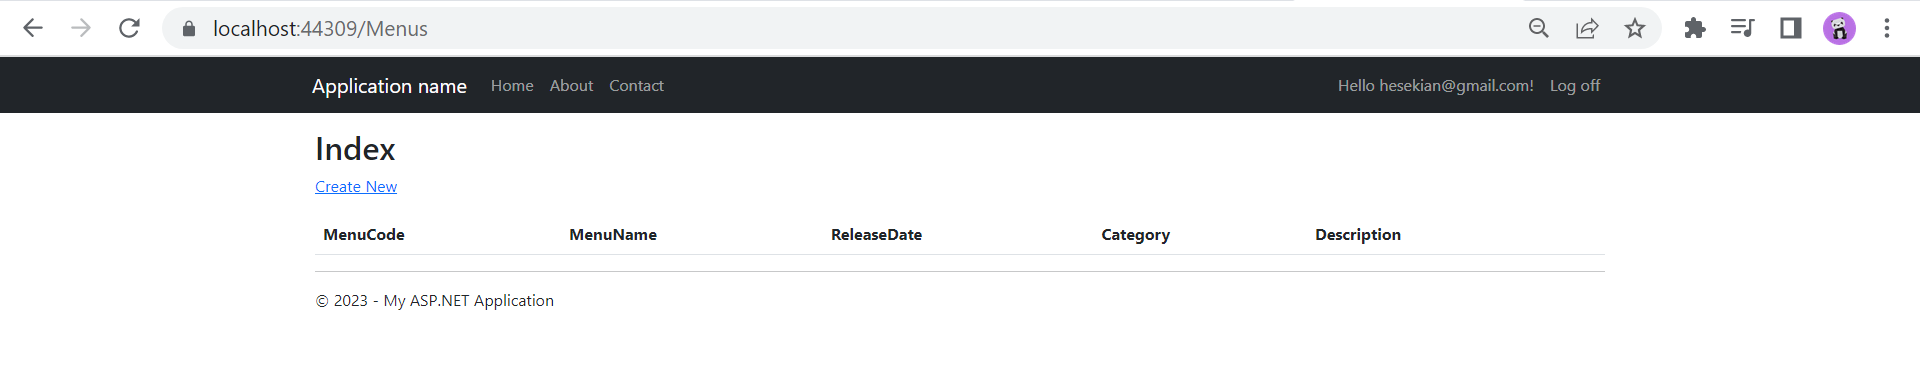 localhost:44309/Menus
Application name Home About Contact Hello hesekian@gmail.com! Log off
Index
Create New
MenuCode MenuName ReleaseDate Category Description
© 2023 - My ASP.NET Application